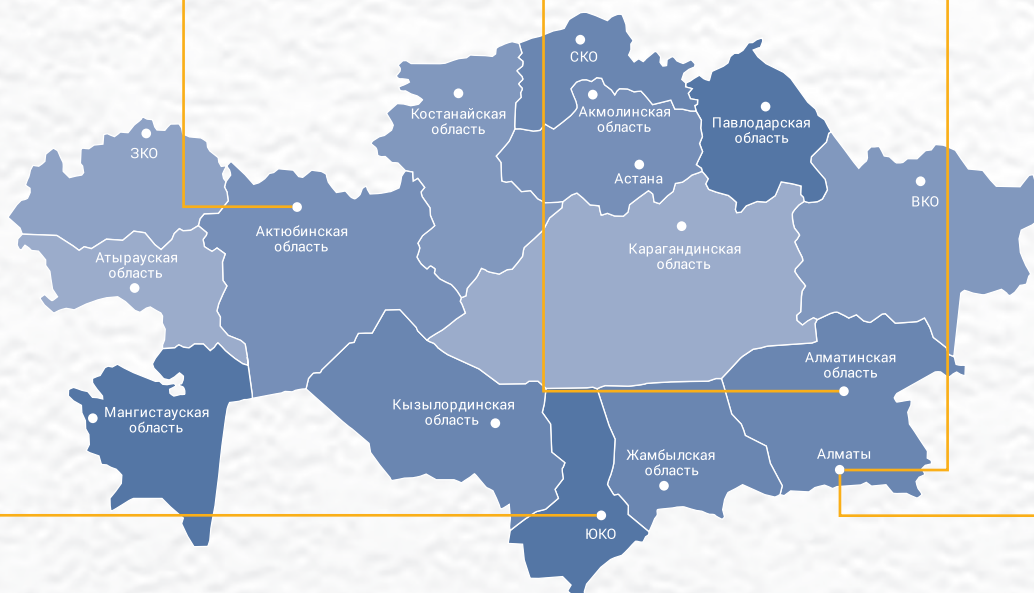 СКО
Костанайская
область
Акмолинская
область
Павлодарская
область
ЗКО
Астана
ВКО
Актюбинская
область
Карагандинская
область
Атырауская
область
Алматинская
область
Мангистауская
область
Кызылординская
область
Жамбылская
область
Алматы
ЮКО